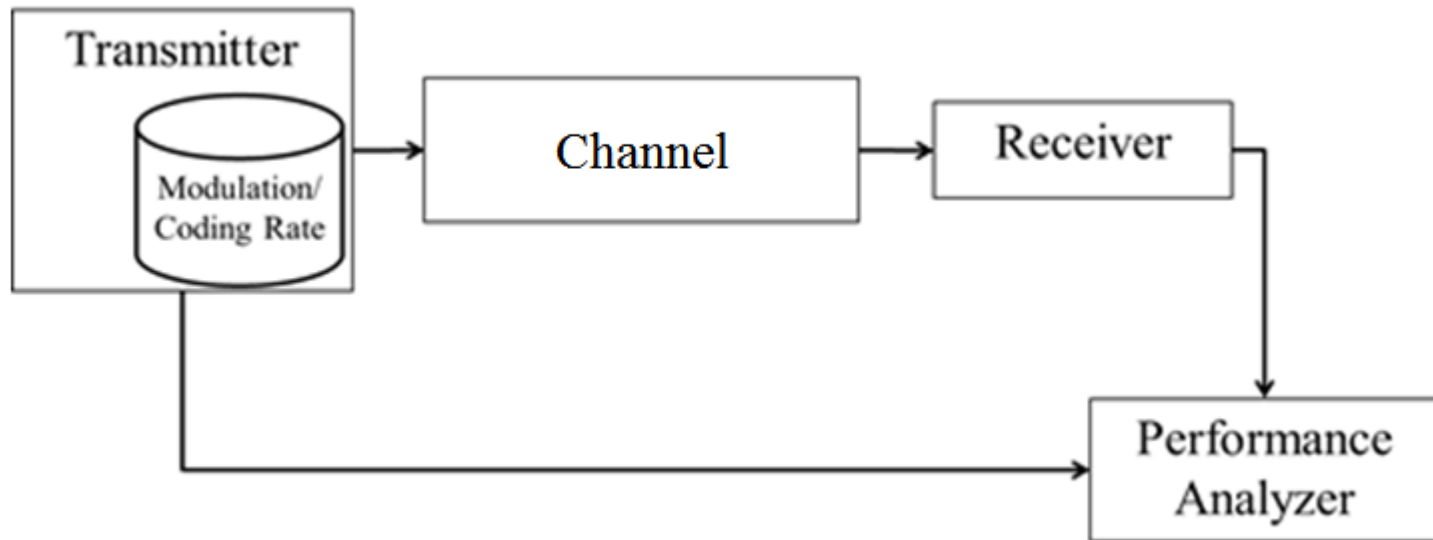 Transmitter
Modulation/
Coding Rate
Channel
Receiver
Performance
Analyzer